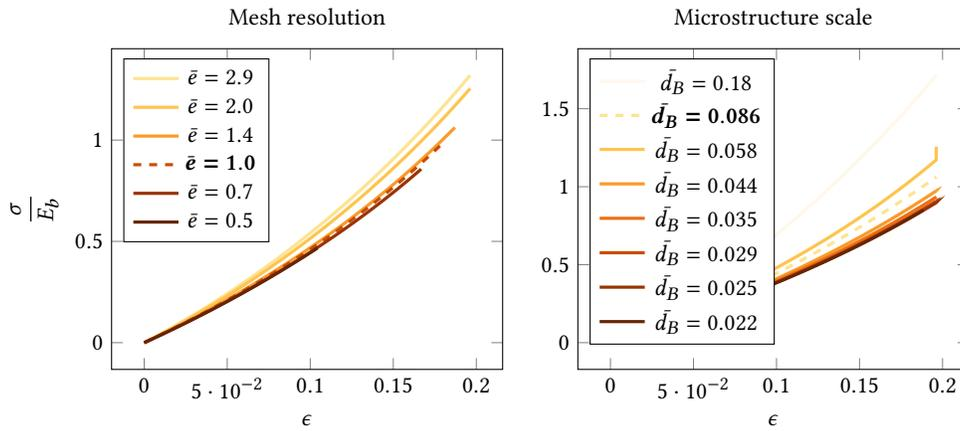 Mesh resolution
ē = 2.9
ē = 2.0
ē = 1.4
ē = 1.0
ē = 0.7
ē = 0.5
1
0.5
0
σ
E_b
0
5 · 10⁻²
0.1
0.15
0.2
ϵ
Microstructure scale
d̄_B = 0.18
d̄_B = 0.086
d̄_B = 0.058
d̄_B = 0.044
d̄_B = 0.035
d̄_B = 0.029
d̄_B = 0.025
d̄_B = 0.022
1.5
1
0.5
0
0
5 · 10⁻²
0.1
0.15
0.2
ϵ